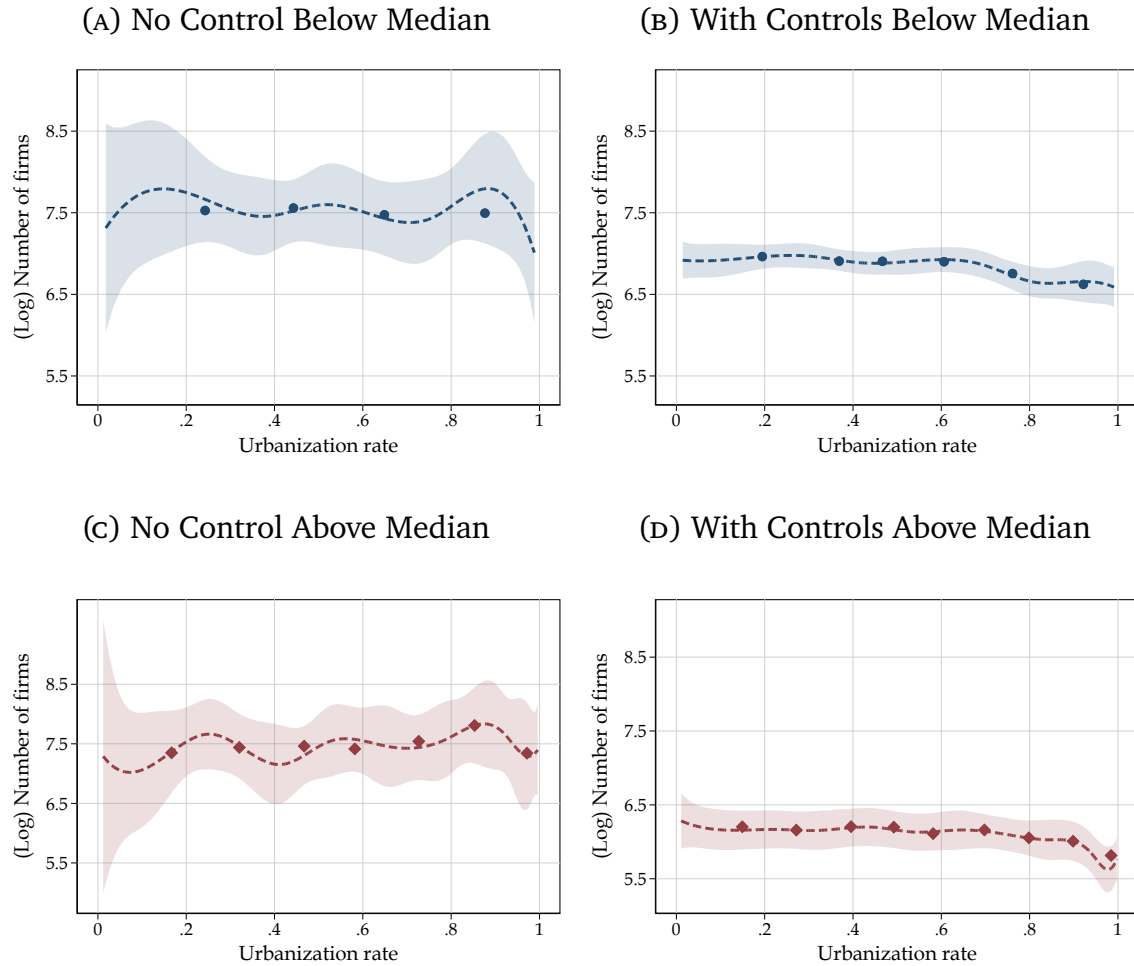 (A) No Control Below Median
(Log) Number of firms
8.5
7.5
6.5
5.5
0 .2 .4 .6 .8 1
Urbanization rate
(B) With Controls Below Median
(Log) Number of firms
8.5
7.5
6.5
5.5
0 .2 .4 .6 .8 1
Urbanization rate
(C) No Control Above Median
(Log) Number of firms
8.5
7.5
6.5
5.5
0 .2 .4 .6 .8 1
Urbanization rate
(D) With Controls Above Median
(Log) Number of firms
8.5
7.5
6.5
5.5
0 .2 .4 .6 .8 1
Urbanization rate